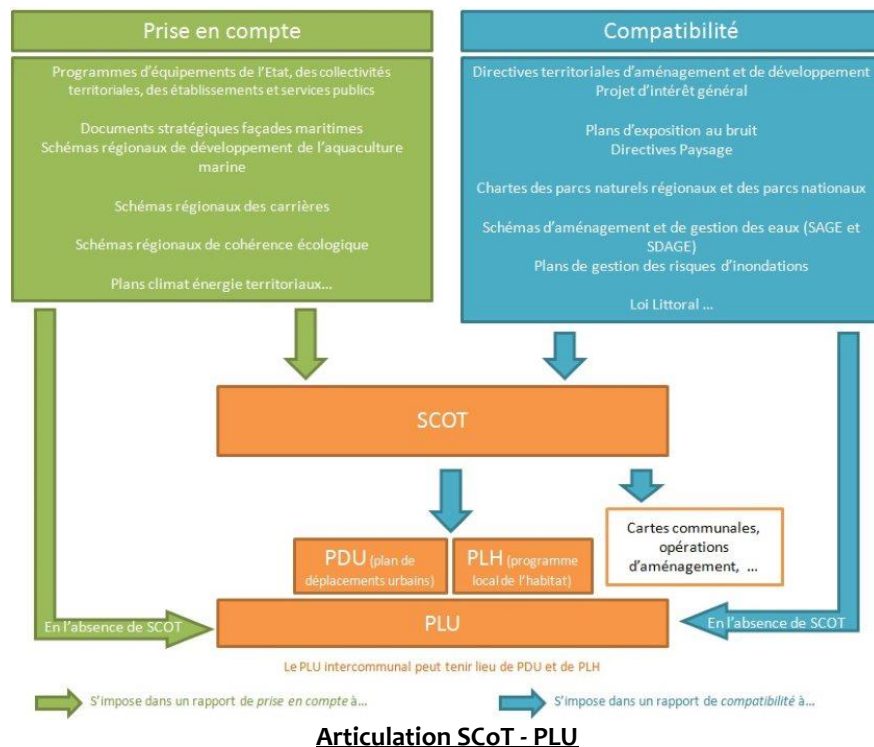 Prise en compte
Programmes d'équipements de l'Etat, des collectivités
territoriales, des établissements et services publics
Documents stratégiques façades maritimes
Schémas régionaux de développement de l'aquaculture
marine
Schémas régionaux des carrières
Schémas régionaux de cohérence écologique
Plans climat énergie territoriaux...
Compatibilité
Directives territoriales d'aménagement et de développement
Projet d'intérêt général
Plans d'exposition au bruit
Directives Paysage
Chartes des parcs naturels régionaux et des parcs nationaux
Schémas d'aménagement et de gestion des eaux (SAGE et
SDAGE)
Plans de gestion des risques d'inondations
Loi Littoral ...
SCOT
PDU (plan de
déplacements urbains)
PLH (programme
local de l'habitat)
Cartes communales,
opérations
d'aménagement, ...
En l'absence de SCOT
PLU
En l'absence de SCOT
Le PLU intercommunal peut tenir lieu de PDU et de PLH
S'impose dans un rapport de prise en compte à...
S'impose dans un rapport de compatibilité à...
Articulation SCoT - PLU